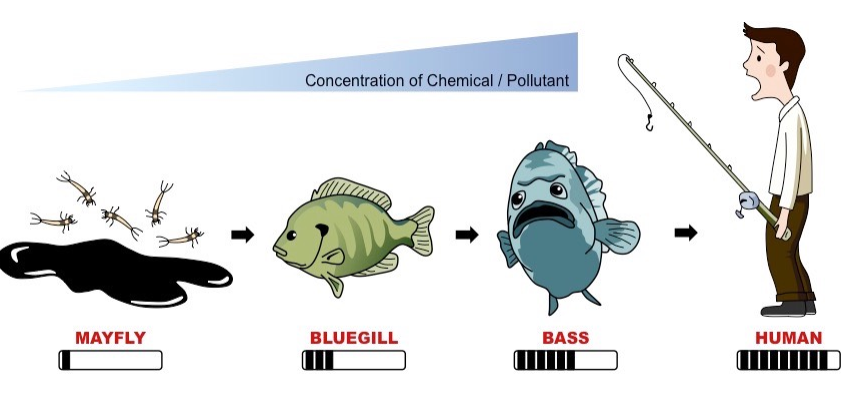 Concentration of Chemical / Pollutant
MAYFLY
BLUEGILL
BASS
HUMAN